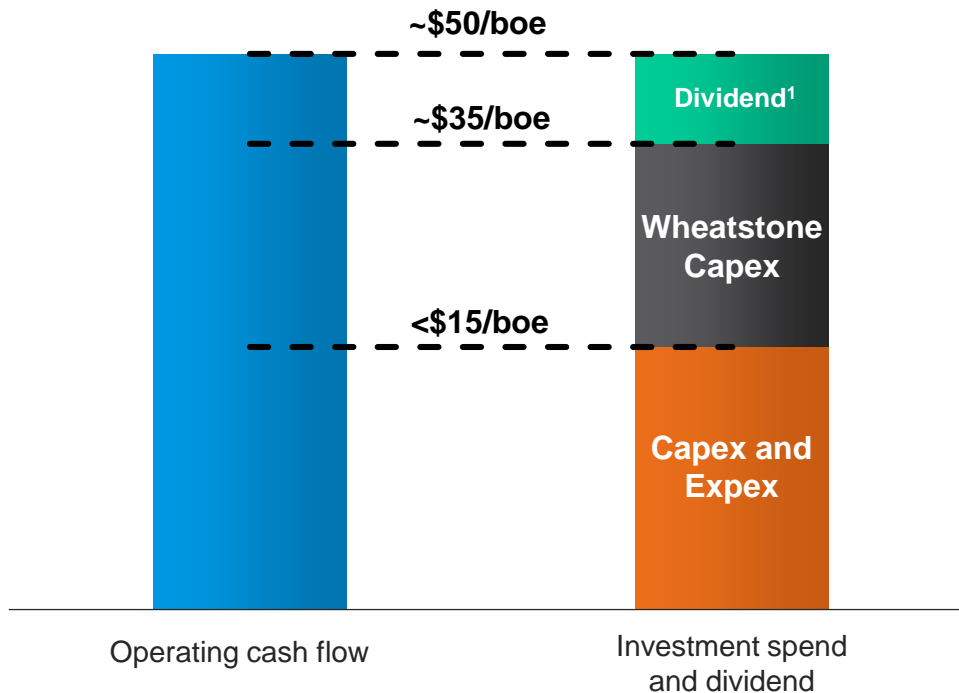 ~$50/boe
Dividend¹
~$35/boe
Wheatstone
Capex
<$15/boe
Capex and
Expex
Operating cash flow
Investment spend
and dividend